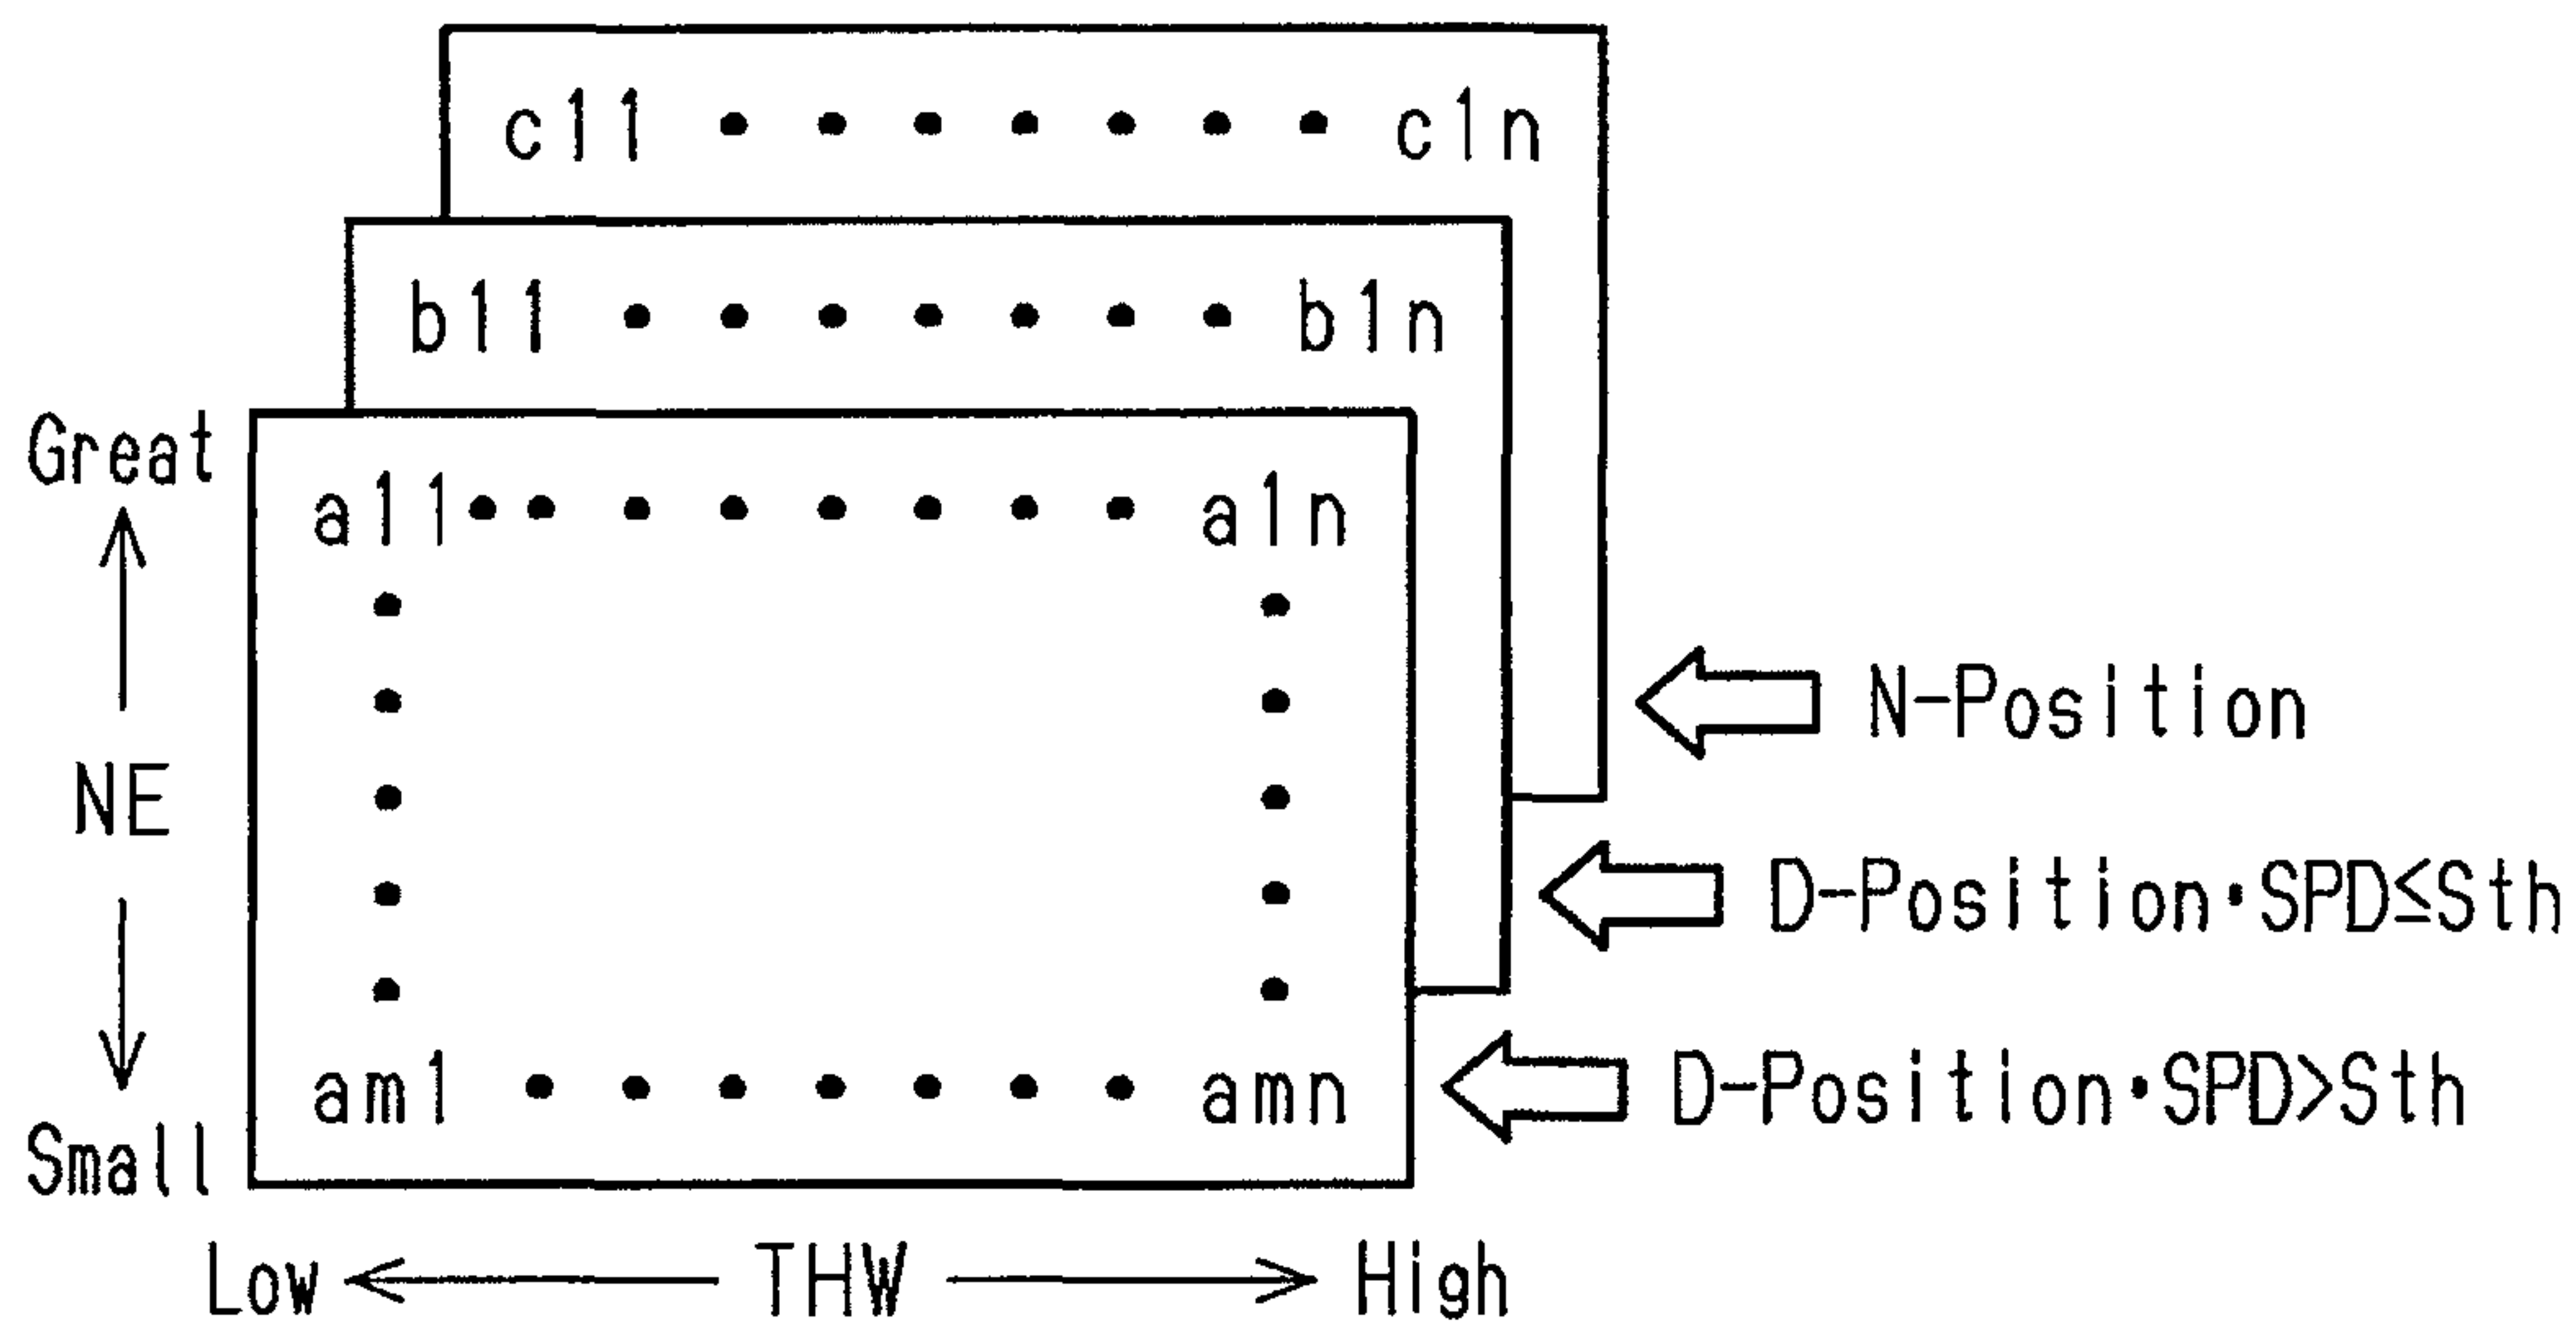 c11 • • • • • • • c1n
b11 • • • • • • • b1n
Great
a11 • • • • • • • • a1n
N-Position
NE
D-Position・SPD≤Sth
am1 • • • • • • • amn
D-Position・SPD>Sth
Small
Low THW High